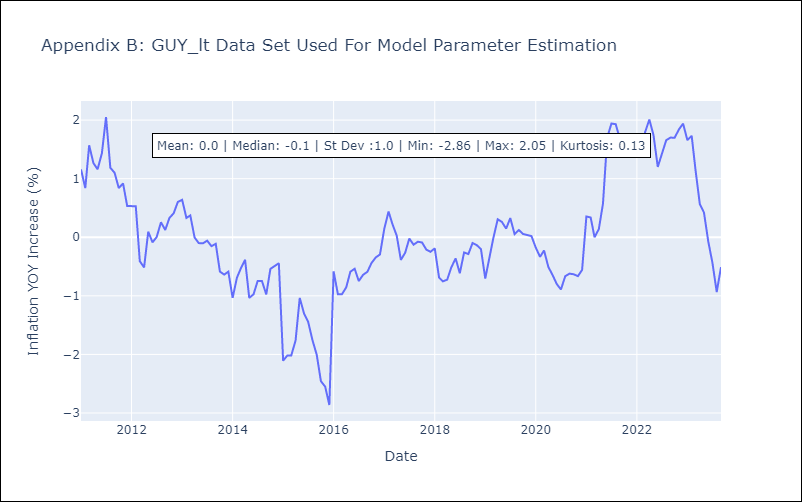 Appendix B: GUY_lt Data Set Used For Model Parameter Estimation
2
Mean: 0.0 | Median: -0.1 | St Dev :1.0 | Min: -2.86 | Max: 2.05 | Kurtosis: 0.13
1
0
−1
−2
−3
Inflation YOY Increase (%)
2012 2014 2016 2018 2020 2022
Date